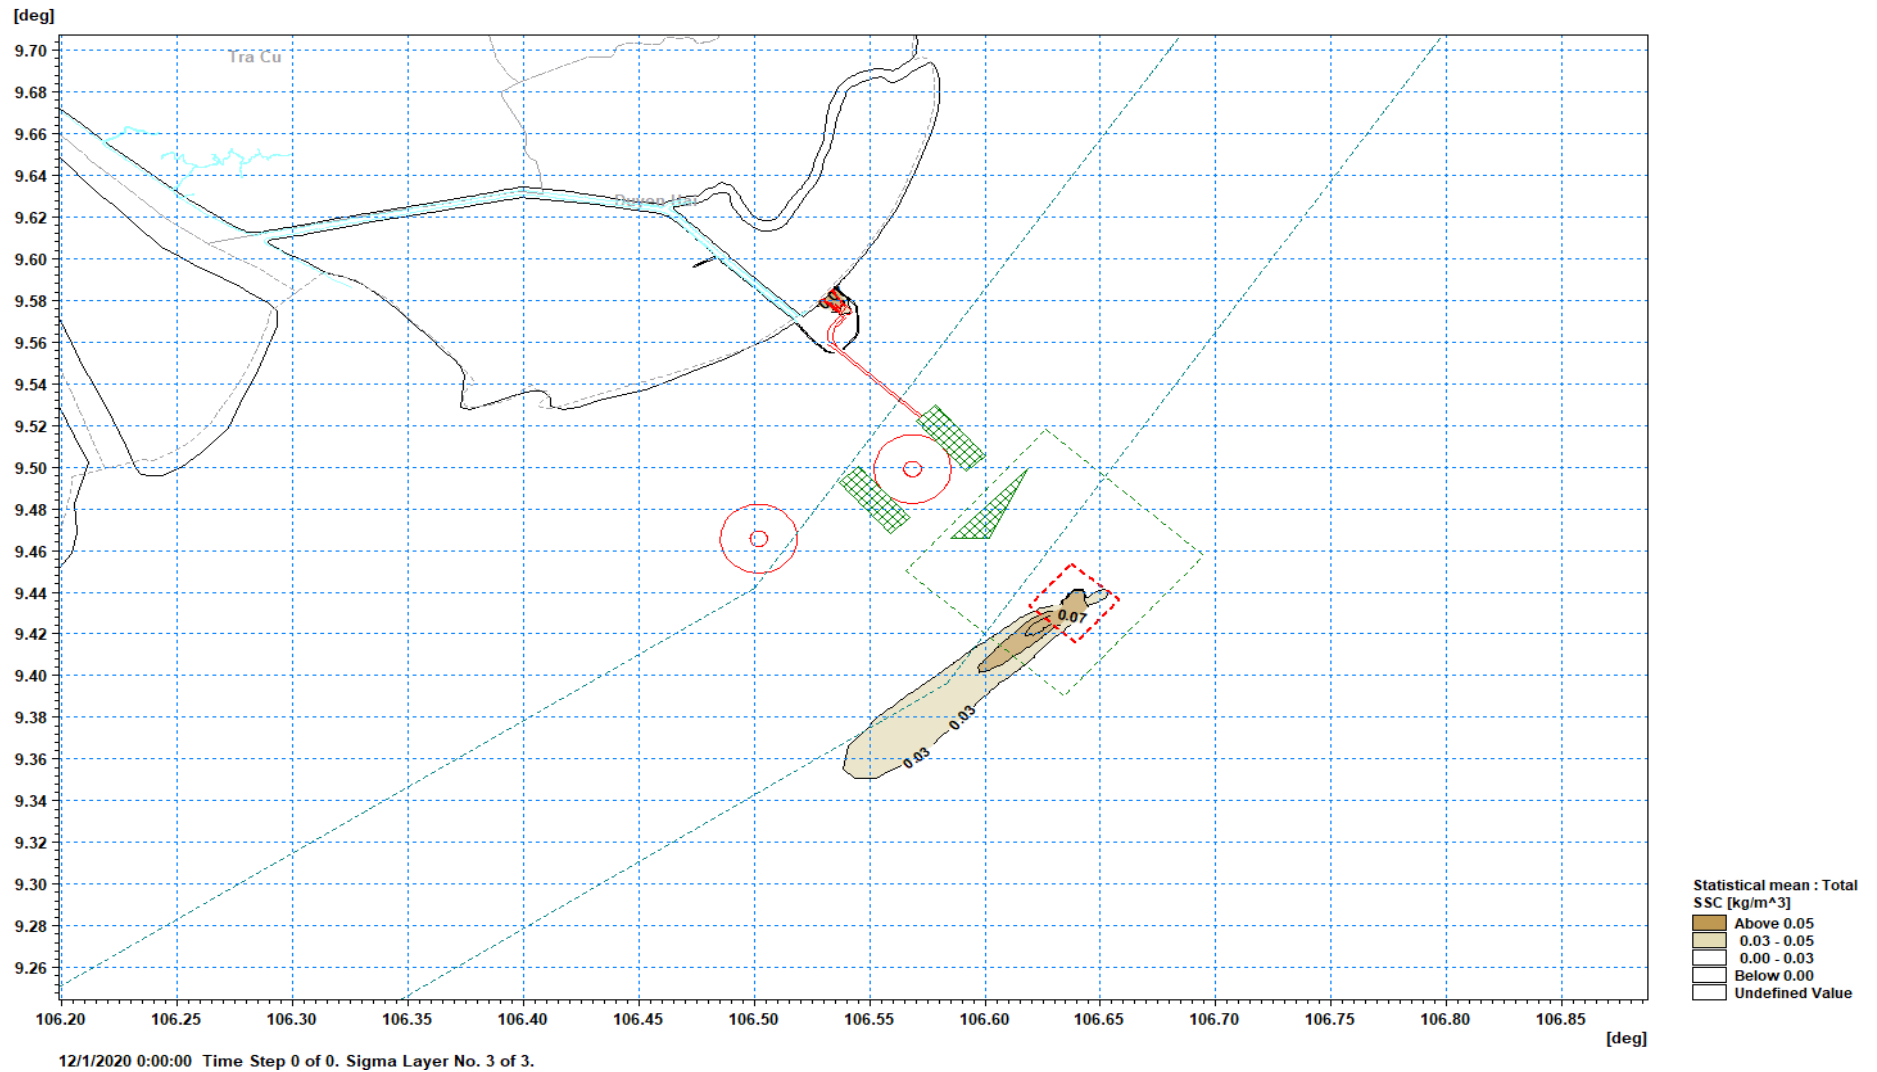 [deg]
9.70
9.68
9.66
9.64
9.62
9.60
9.58
9.56
9.54
9.52
9.50
9.48
9.46
9.44
9.42
9.40
9.38
9.36
9.34
9.32
9.30
9.28
9.26
Tra Cu
Duyen Hai
0.07
0.03
0.03
106.20 106.25 106.30 106.35 106.40 106.45 106.50 106.55 106.60 106.65 106.70 106.75 106.80 106.85
[deg]
12/1/2020 0:00:00 Time Step 0 of 0. Sigma Layer No. 3 of 3.
Statistical mean : Total
SSC [kg/m^3]
Above 0.05
0.03 - 0.05
0.00 - 0.03
Below 0.00
Undefined Value